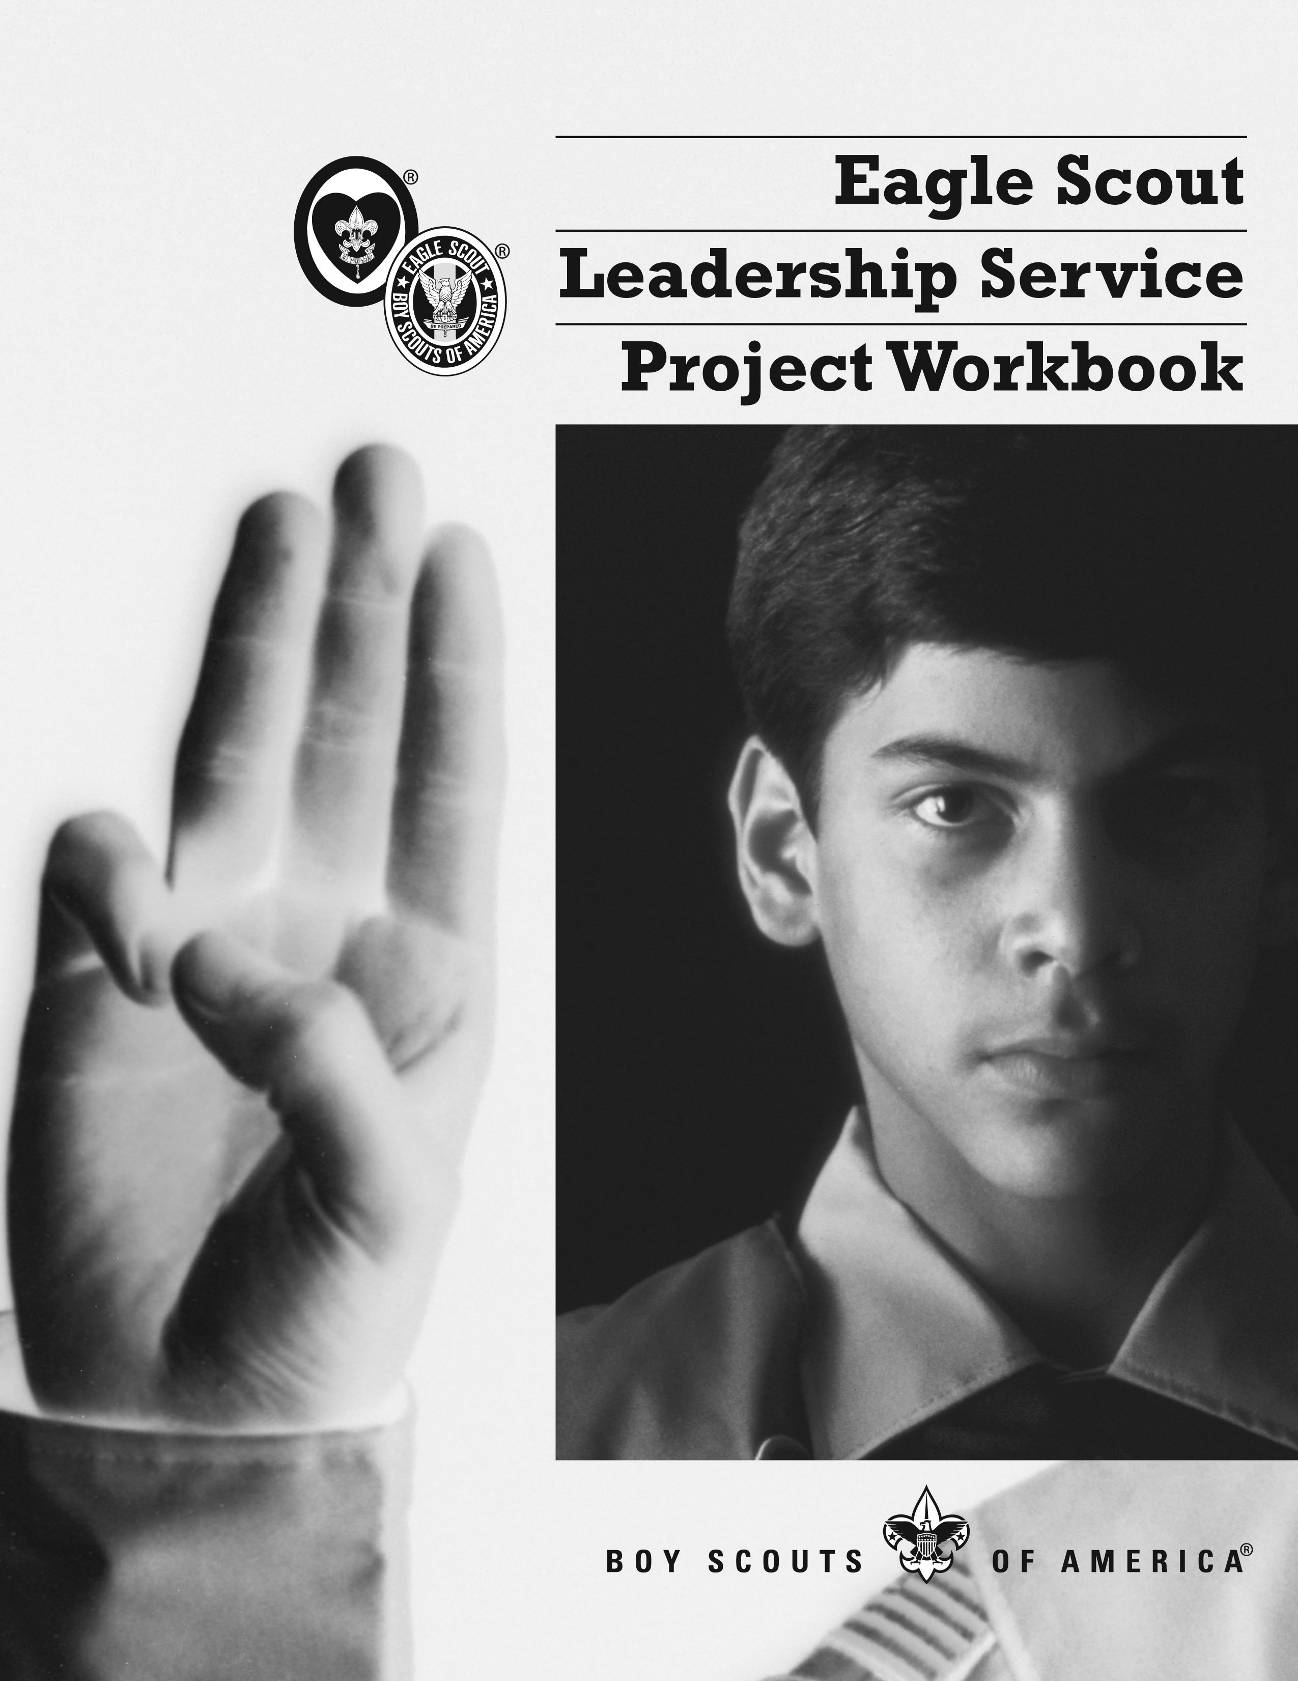 Eagle Scout
Leadership Service
Project Workbook
®
®
EAGLE SCOUT
BOY SCOUTS OF AMERICA
BE PREPARED
BOY SCOUTS OF AMERICA®